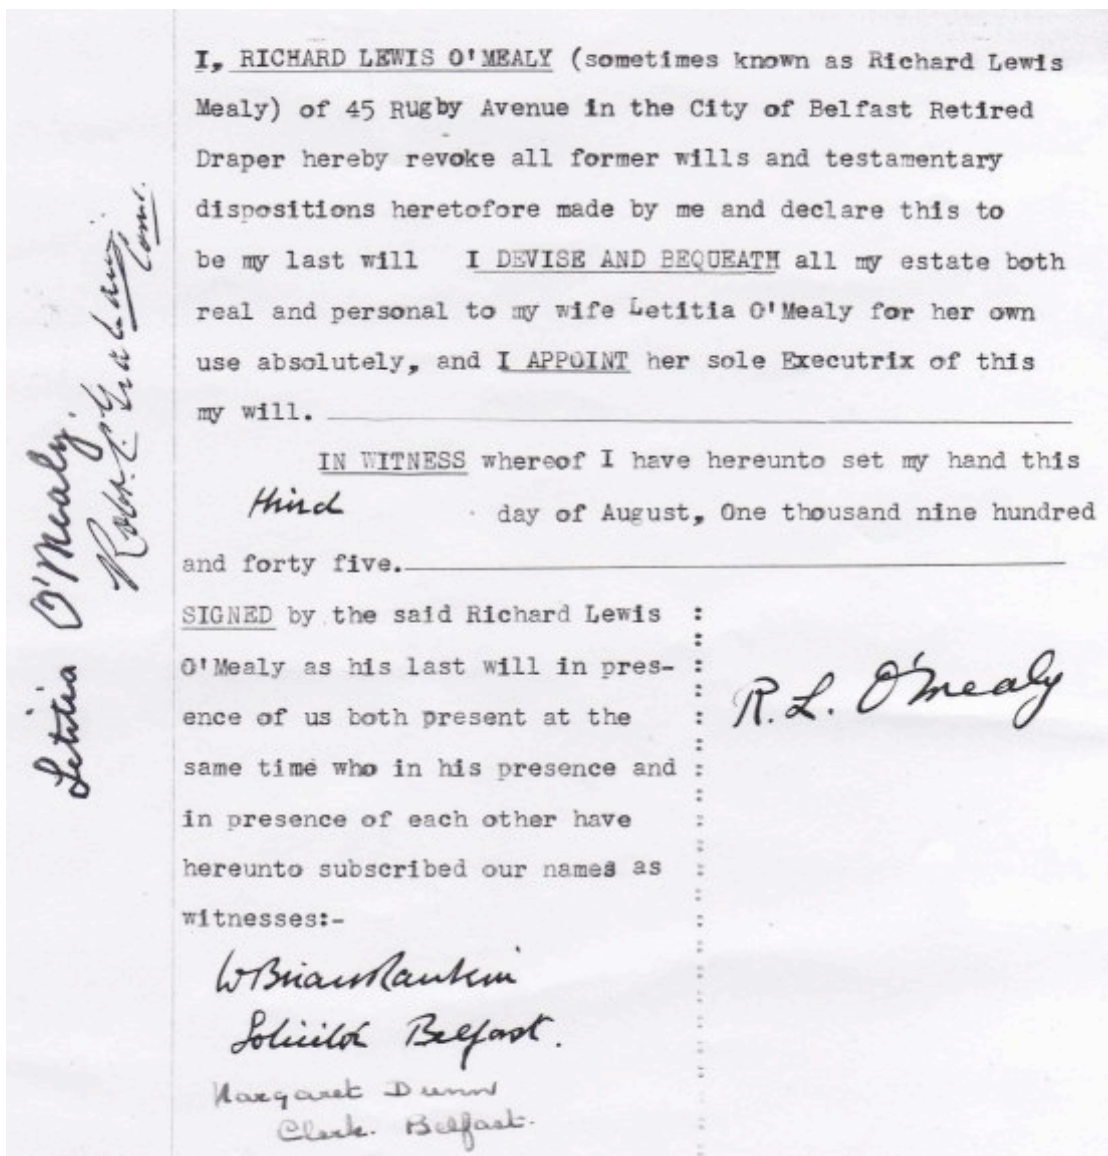 I, RICHARD LEWIS O'MEALY (sometimes known as Richard Lewis
Mealy) of 45 Rugby Avenue in the City of Belfast Retired
Draper hereby revoke all former wills and testamentary
dispositions heretofore made by me and declare this to
be my last will I DEVISE AND BEQUEATH all my estate both
real and personal to my wife Letitia O'Mealy for her own
use absolutely, and I APPOINT her sole Executrix of this
my will.
IN WITNESS whereof I have hereunto set my hand this
third day of August, One thousand nine hundred
and forty five.
SIGNED by the said Richard Lewis
O'Mealy as his last will in pres-
ence of us both present at the
same time who in his presence and
in presence of each other have
hereunto subscribed our names as
witnesses:-
R. L. O'Mealy
W Brian Rankin
Solicitor Belfast.
Margaret Dunn
Clerk. Belfast.
Letitia O'Mealy.
Robt. Graham